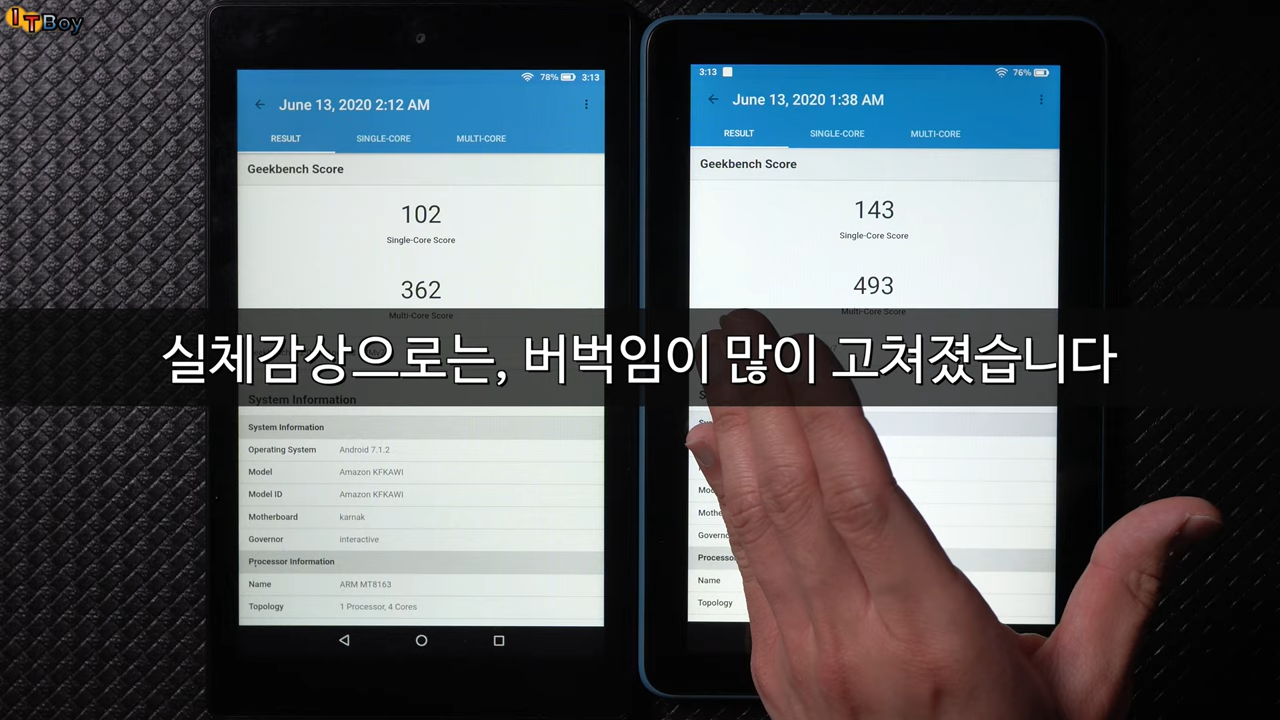 ITBoy
78% 3:13
June 13, 2020 2:12 AM
RESULT SINGLE-CORE MULTI-CORE
Geekbench Score
102
Single-Core Score
362
Multi-Core Score
System Information
System Information
Operating System Android 7.1.2
Model Amazon KFKAWI
Model ID Amazon KFKAWI
Motherboard karnak
Governor interactive
Processor Information
Name ARM MT8163
Topology 1 Processor, 4 Cores
3:13 76%
June 13, 2020 1:38 AM
RESULT SINGLE-CORE MULTI-CORE
Geekbench Score
143
Single-Core Score
493
Multi-Core Score
Processor
Name
Topology
실체감상으로는, 버벅임이 많이 고쳐졌습니다